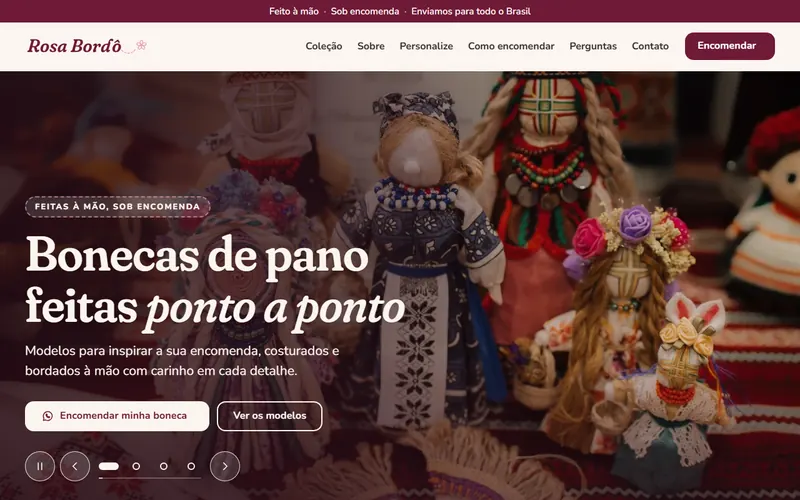 Feito à mão · Sob encomenda · Enviamos para todo o Brasil
Rosa Bordô
Coleção Sobre Personalize Como encomendar Perguntas Contato Encomendar
FEITAS À MÃO, SOB ENCOMENDA
Bonecas de pano
feitas ponto a ponto
Modelos para inspirar a sua encomenda, costurados e
bordados à mão com carinho em cada detalhe.
Encomendar minha boneca Ver os modelos